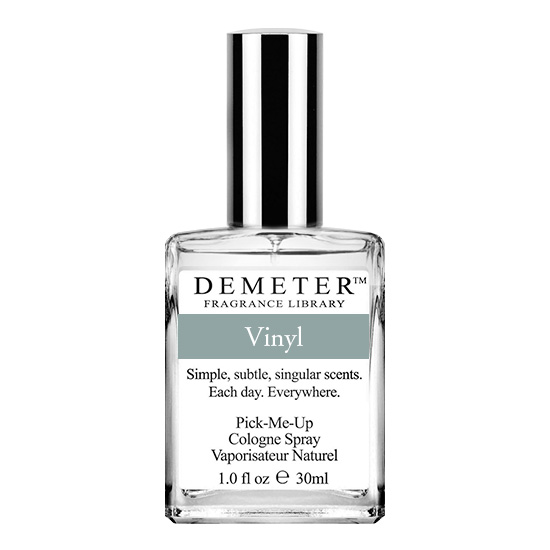 DEMETER™
FRAGRANCE LIBRARY
Vinyl
Simple, subtle, singular scents.
Each day. Everywhere.
Pick-Me-Up
Cologne Spray
Vaporisateur Naturel
1.0 fl oz ℮ 30ml